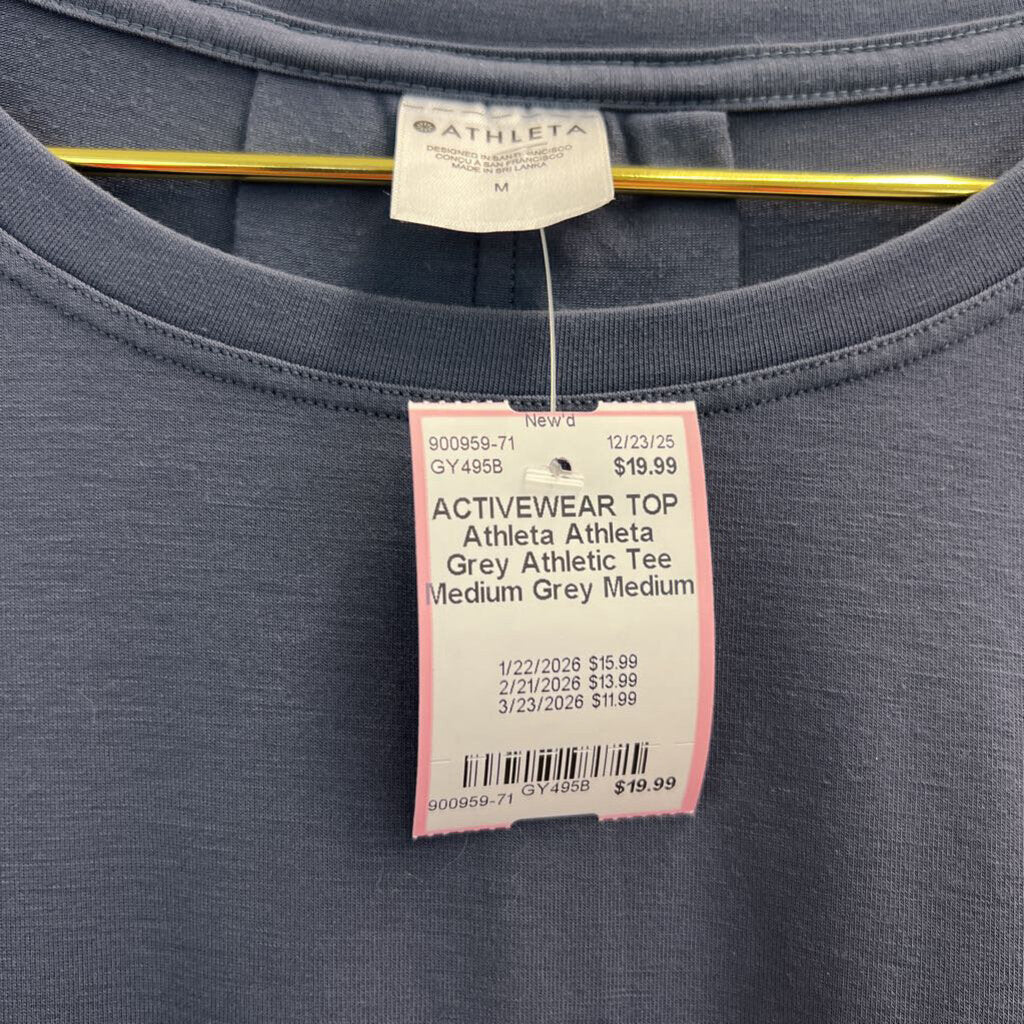 ATHLETA
DESIGNED IN SAN FRANCISCO
CONÇU À SAN FRANCISCO
MADE IN SRI LANKA
M
New'd
900959-71 12/23/25
GY495B $19.99
ACTIVEWEAR TOP
Athleta Athleta
Grey Athletic Tee
Medium Grey Medium
1/22/2026 $15.99
2/21/2026 $13.99
3/23/2026 $11.99
900959-71 GY495B $19.99